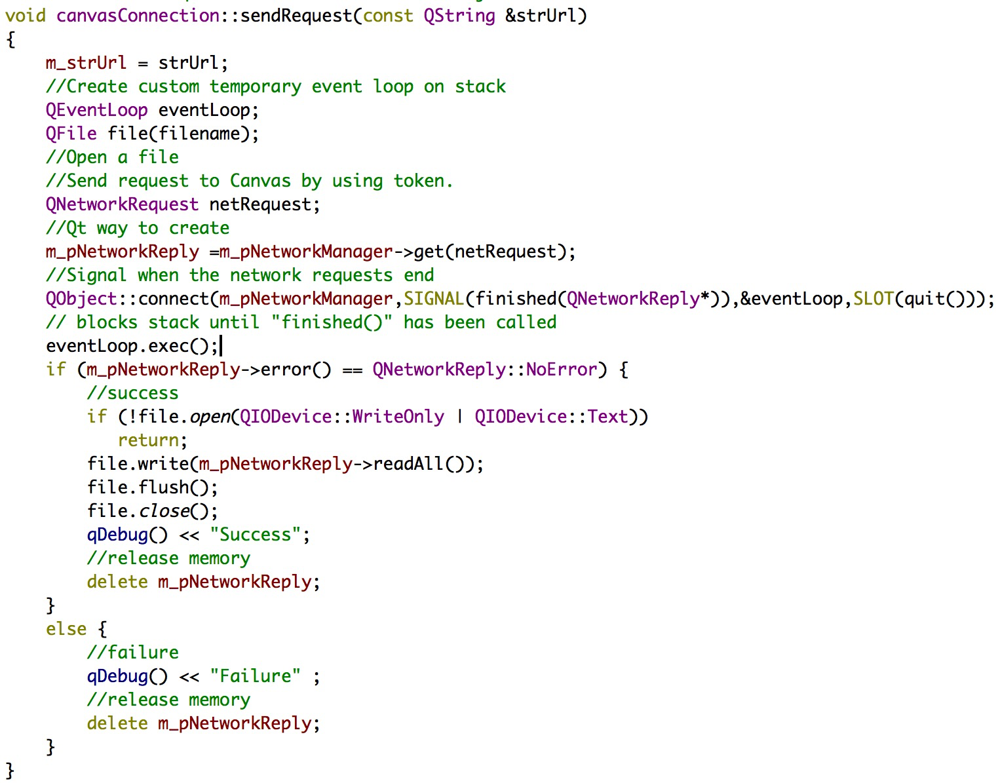 void canvasConnection::sendRequest(const QString &strUrl)
{
    m_strUrl = strUrl;
    //Create custom temporary event loop on stack
    QEventLoop eventLoop;
    QFile file(filename);
    //Open a file
    //Send request to Canvas by using token.
    QNetworkRequest netRequest;
    //Qt way to create
    m_pNetworkReply =m_pNetworkManager->get(netRequest);
    //Signal when the network requests end
    QObject::connect(m_pNetworkManager,SIGNAL(finished(QNetworkReply*)),&eventLoop,SLOT(quit()));
    // blocks stack until "finished()" has been called
    eventLoop.exec();
    if (m_pNetworkReply->error() == QNetworkReply::NoError) {
        //success
        if (!file.open(QIODevice::WriteOnly | QIODevice::Text))
           return;
        file.write(m_pNetworkReply->readAll());
        file.flush();
        file.close();
        qDebug() << "Success";
        //release memory
        delete m_pNetworkReply;
    }
    else {
        //failure
        qDebug() << "Failure" ;
        //release memory
        delete m_pNetworkReply;
    }
}